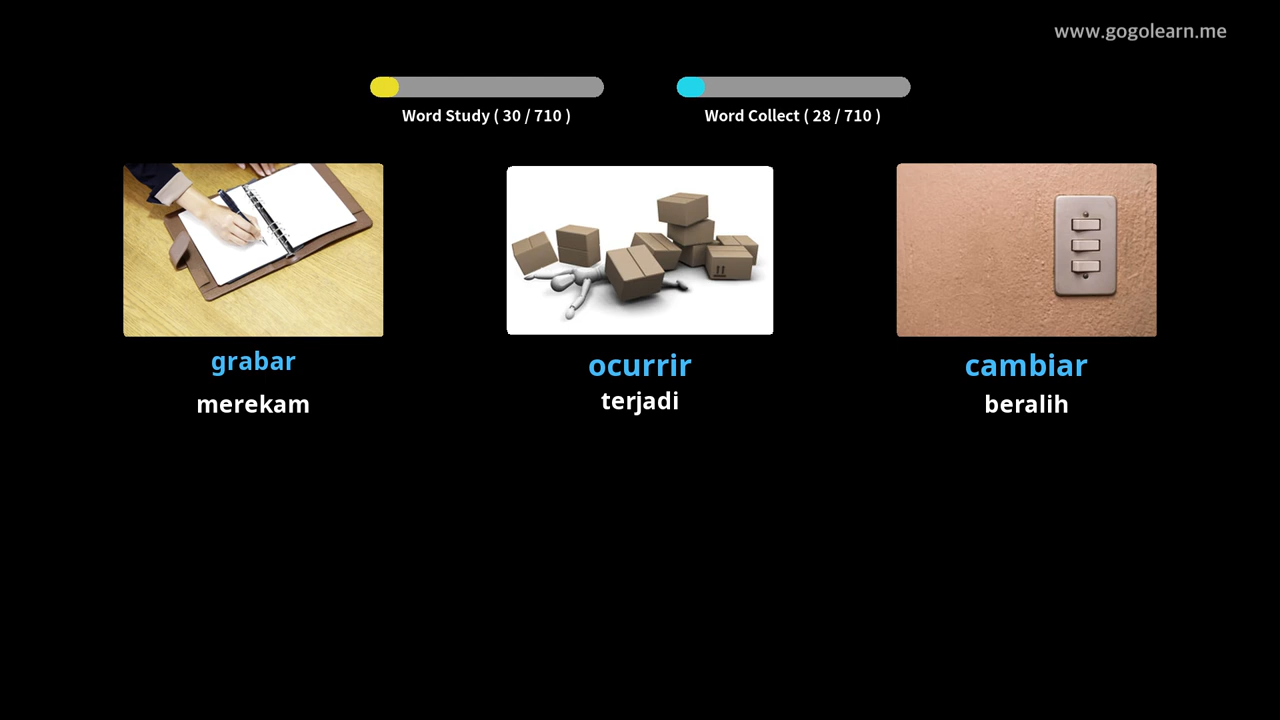 www.gogolearn.me
Word Study ( 30 / 710 )
Word Collect ( 28 / 710 )
grabar
merekam
ocurrir
terjadi
cambiar
beralih